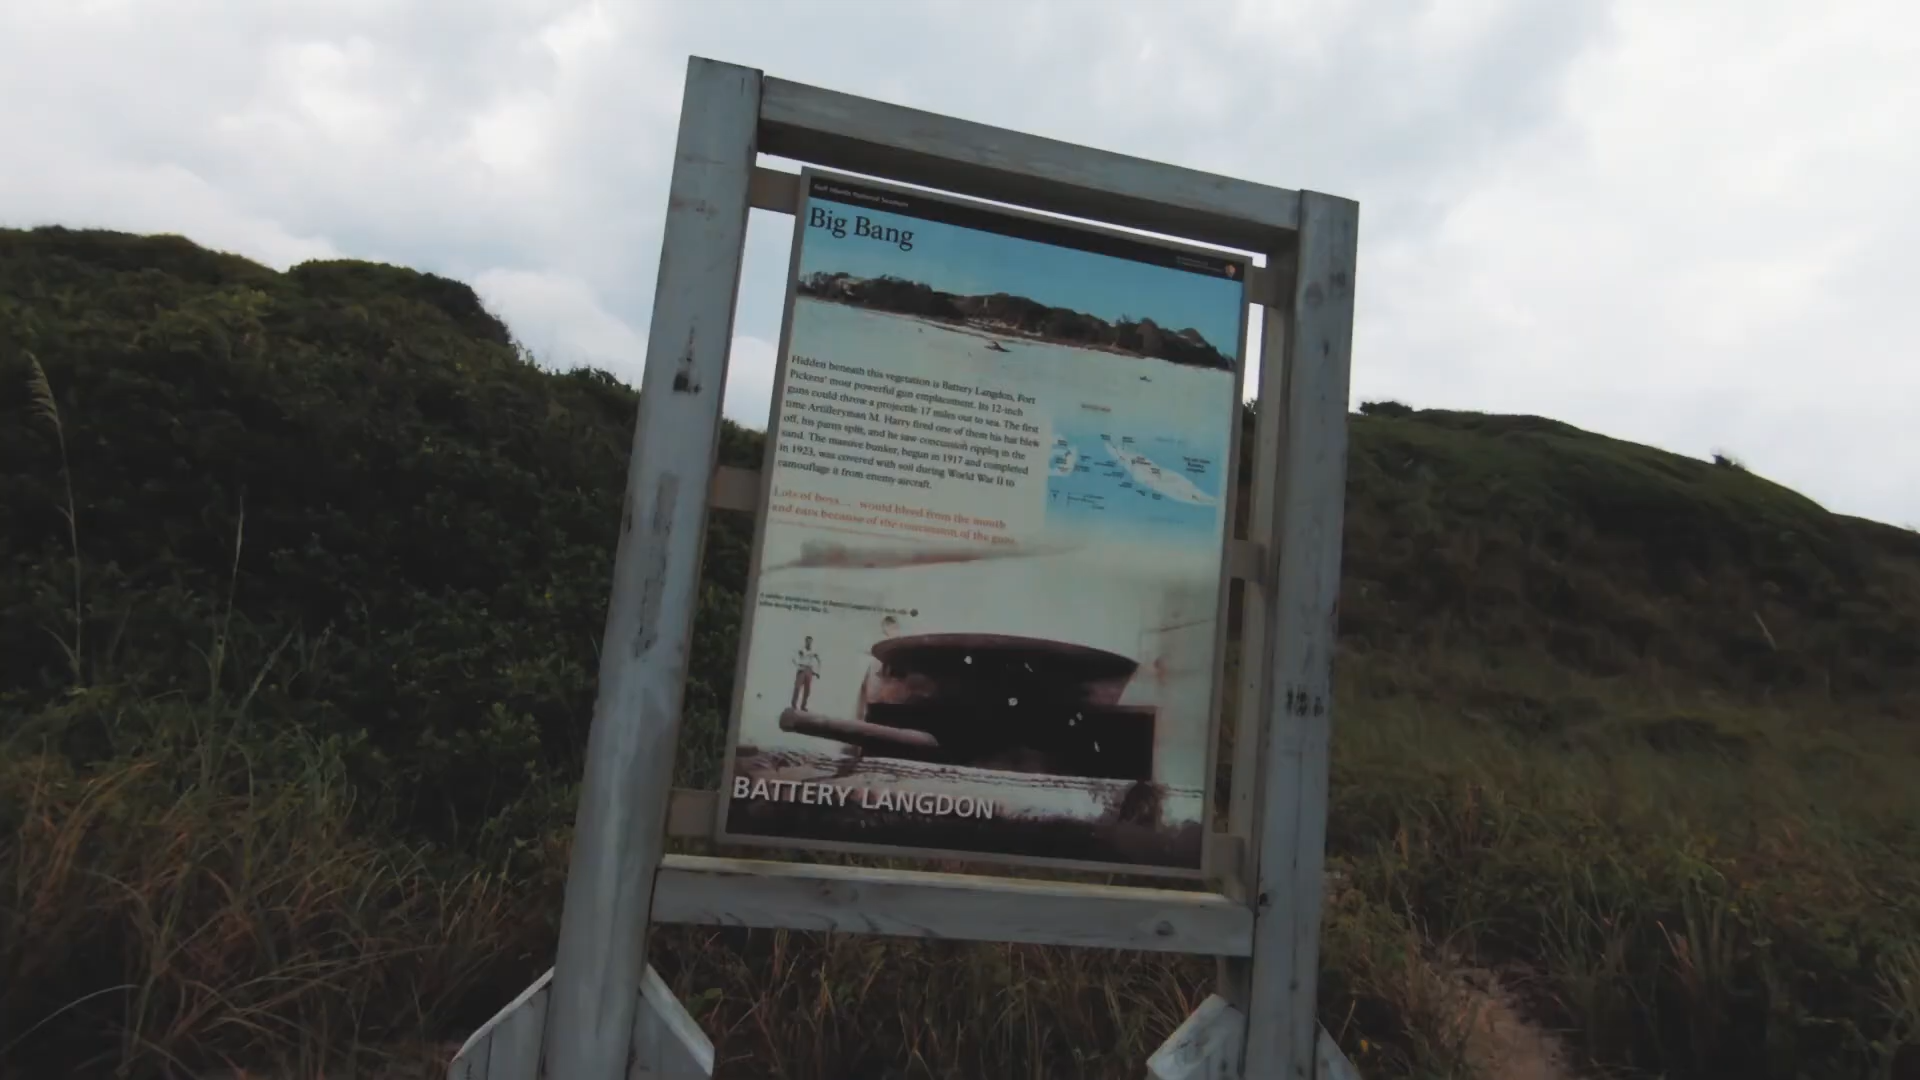 Gulf Islands National Seashore
Big Bang
Hidden beneath this vegetation is Battery Langdon, Fort
Pickens' most powerful gun emplacement. Its 12-inch
guns could throw a projectile 17 miles out to sea. The first
time Artilleryman M. Harry fired one of them his hat blew
off, his pants split, and he saw concussion ripples in the
sand. The massive bunker, begun in 1917 and completed
in 1923, was covered with soil during World War II to
camouflage it from enemy aircraft.
Lots of boys... would bleed from the mouth
and ears because of the concussion of the guns.
BATTERY LANGDON